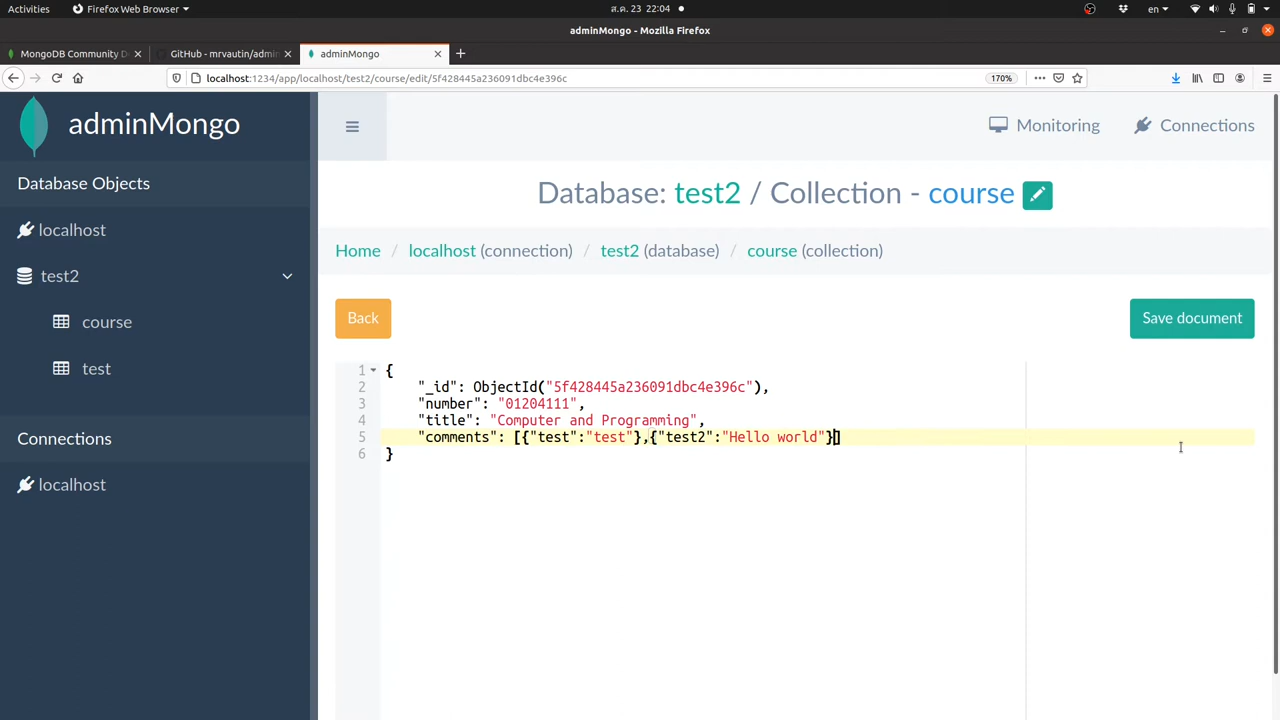 Activities Firefox Web Browser ส.ค. 23 22:04 en
adminMongo - Mozilla Firefox
MongoDB Community D GitHub - mrvautin/admin adminMongo
localhost:1234/app/localhost/test2/course/edit/5f428445a236091dbc4e396c 170%
adminMongo
Monitoring Connections
Database Objects
Database: test2 / Collection - course
localhost
Home / localhost (connection) / test2 (database) / course (collection)
test2
course
Back Save document
test
1 {
2 "_id": ObjectId("5f428445a236091dbc4e396c"),
3 "number": "01204111",
4 "title": "Computer and Programming",
5 "comments": [{"test":"test"},{"test2":"Hello world"}]
6 }
Connections
localhost